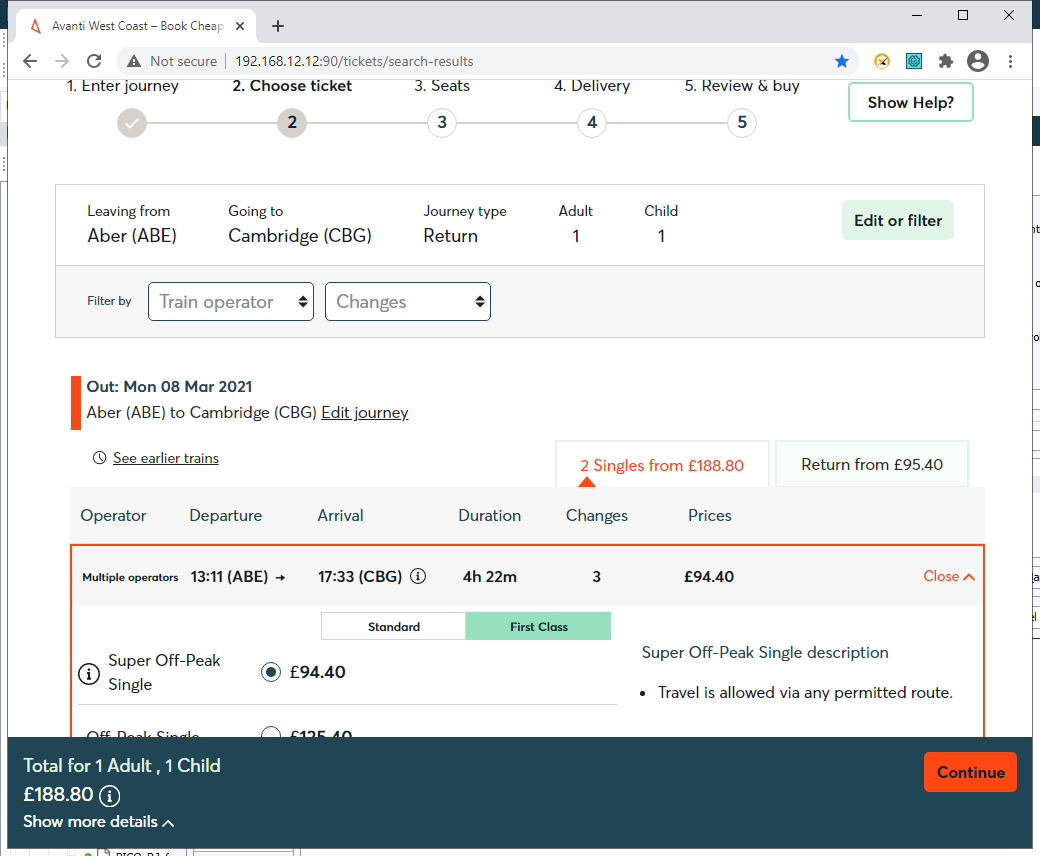 Avanti West Coast – Book Cheap
Not secure 192.168.12.12:90/tickets/search-results
1. Enter journey 2. Choose ticket 3. Seats 4. Delivery 5. Review & buy
Show Help?
2 3 4 5
Leaving from Going to Journey type Adult Child
Aber (ABE) Cambridge (CBG) Return 1 1
Edit or filter
Filter by Train operator Changes
Out: Mon 08 Mar 2021
Aber (ABE) to Cambridge (CBG) Edit journey
See earlier trains
2 Singles from £188.80 Return from £95.40
Operator Departure Arrival Duration Changes Prices
Multiple operators 13:11 (ABE) → 17:33 (CBG) 4h 22m 3 £94.40 Close
Standard First Class
Super Off-Peak
Single
£94.40
Super Off-Peak Single description
• Travel is allowed via any permitted route.
Off-Peak Single £125.40
Total for 1 Adult , 1 Child
£188.80
Show more details
Continue